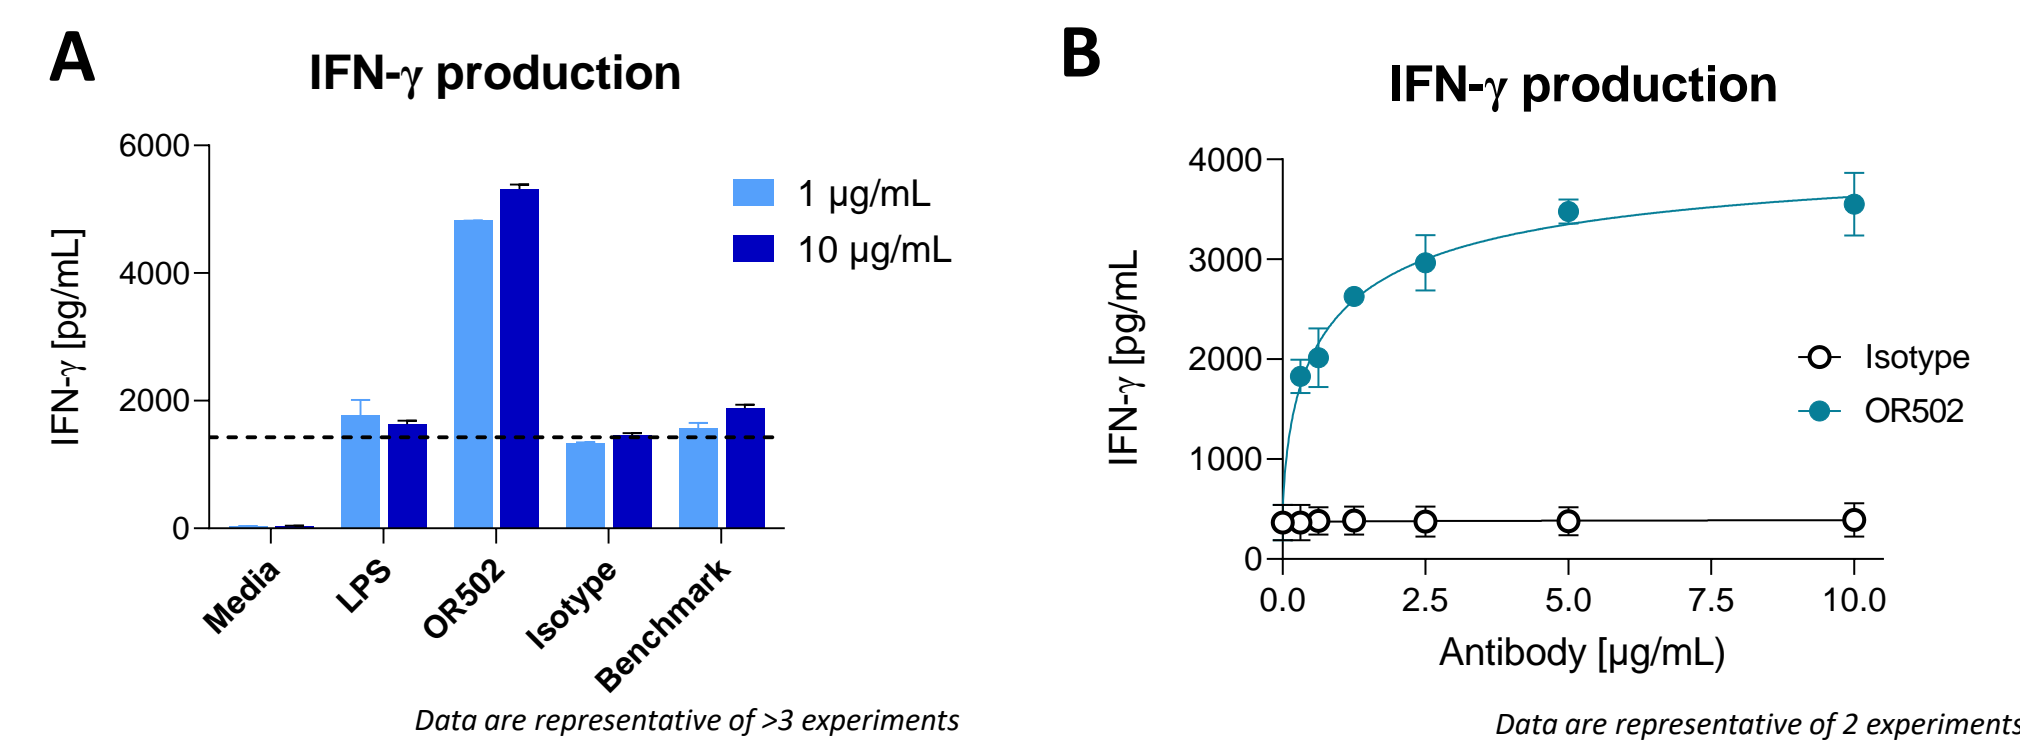 A
IFN-γ production
IFN-γ [pg/mL]
6000
4000
2000
0
1 µg/mL
10 µg/mL
Media
LPS
OR502
Isotype
Benchmark
Data are representative of >3 experiments
B
IFN-γ production
IFN-γ [pg/mL
4000
3000
2000
1000
0
Isotype
OR502
0.0 2.5 5.0 7.5 10.0
Antibody [µg/mL)
Data are representative of 2 experiments